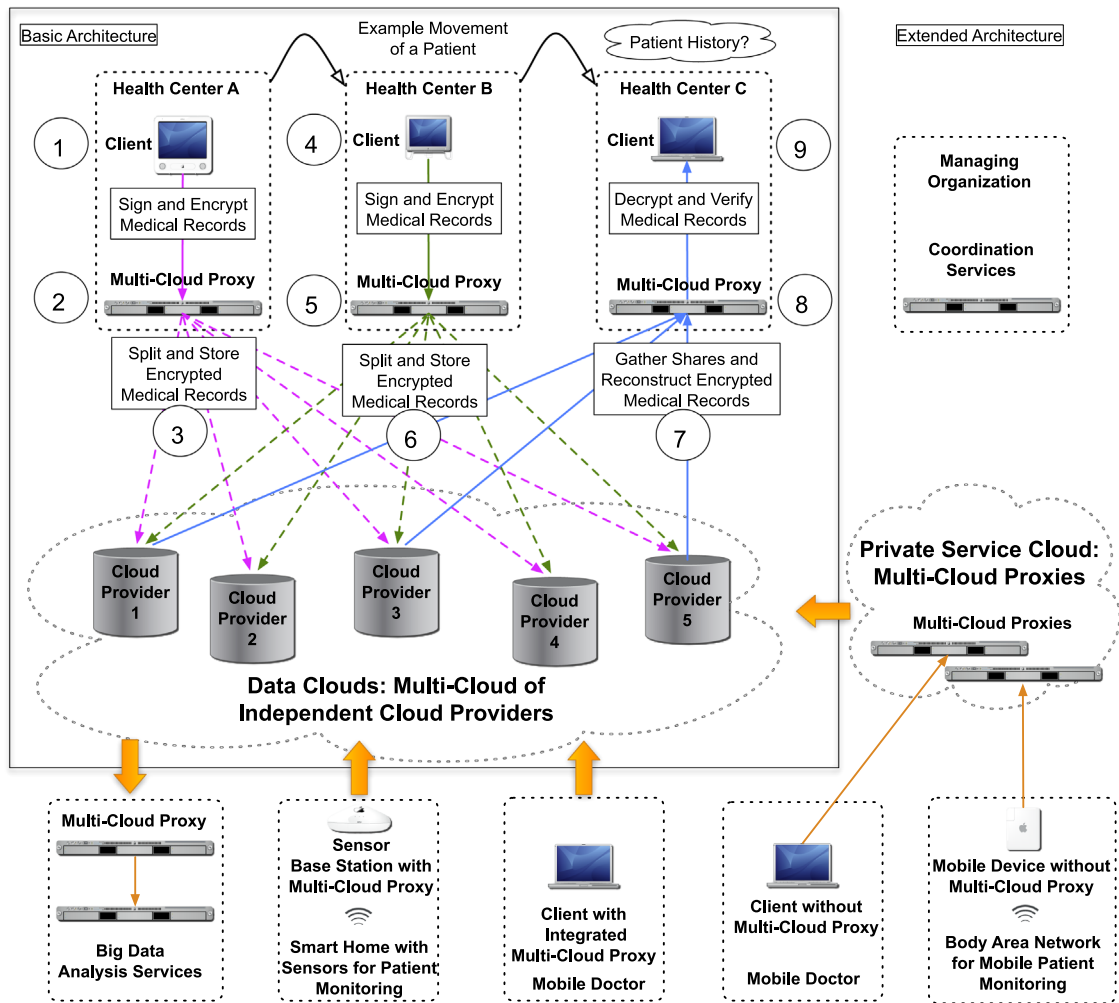 Basic Architecture
Example Movement
of a Patient
Patient History?
Extended Architecture
Health Center A
Health Center B
Health Center C
1
Client
4
Client
Client
9
Sign and Encrypt
Medical Records
Sign and Encrypt
Medical Records
Decrypt and Verify
Medical Records
Managing
Organization
Coordination
Services
2
Multi-Cloud Proxy
5
Multi-Cloud Proxy
Multi-Cloud Proxy
8
Split and Store
Encrypted
Medical Records
Split and Store
Encrypted
Medical Records
Gather Shares and
Reconstruct Encrypted
Medical Records
3
6
7
Cloud
Provider
1
Cloud
Provider
2
Cloud
Provider
3
Cloud
Provider
4
Cloud
Provider
5
Data Clouds: Multi-Cloud of
Independent Cloud Providers
Private Service Cloud:
Multi-Cloud Proxies
Multi-Cloud Proxies
Multi-Cloud Proxy
Big Data
Analysis Services
Sensor
Base Station with
Multi-Cloud Proxy
Smart Home with
Sensors for Patient
Monitoring
Client with
Integrated
Multi-Cloud Proxy
Mobile Doctor
Client without
Multi-Cloud Proxy
Mobile Doctor
Mobile Device without
Multi-Cloud Proxy
Body Area Network
for Mobile Patient
Monitoring